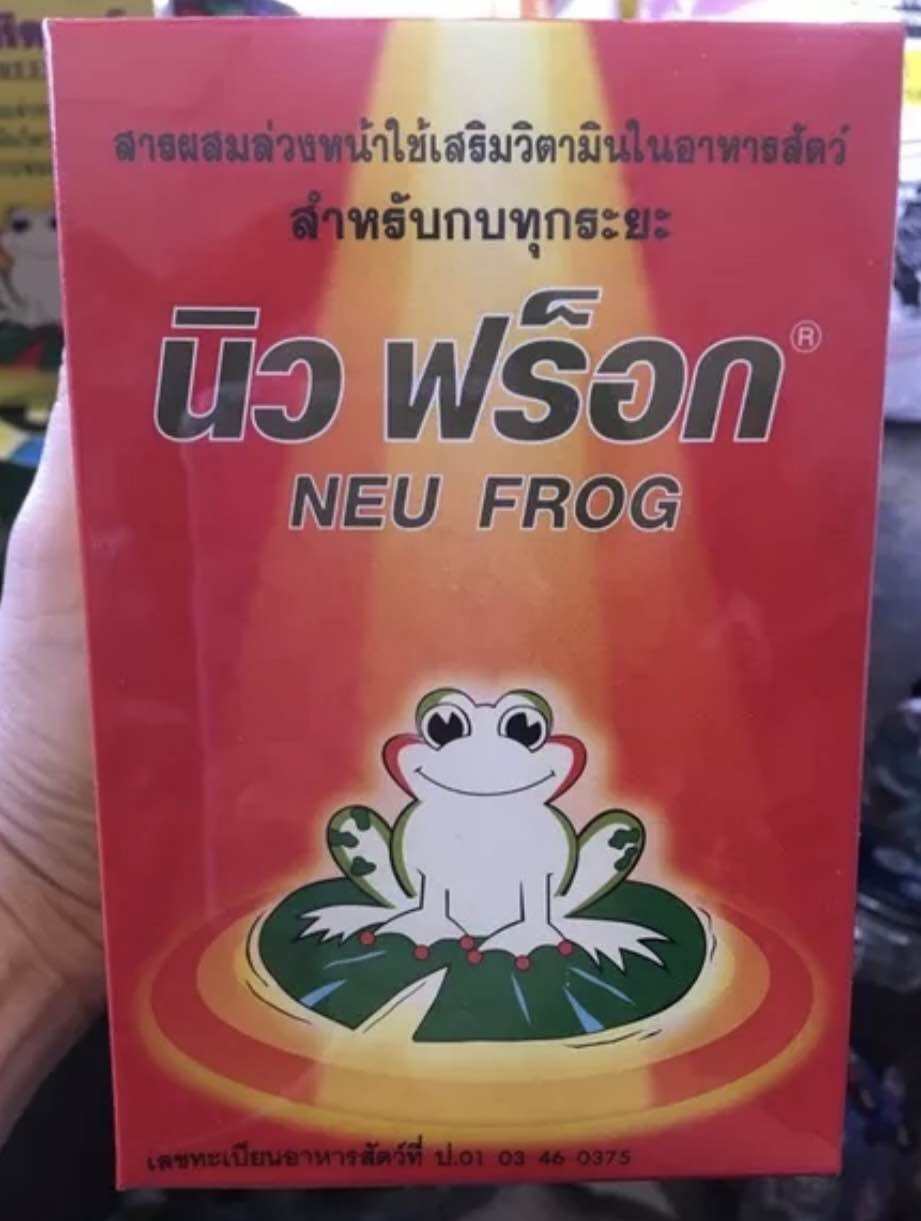 สารผสมล่วงหน้าใช้เสริมวิตามินในอาหารสัตว์
สำหรับกบทุกระยะ
นิว ฟร็อก®
NEU FROG
เลขทะเบียนอาหารสัตว์ที่ ป.01 03 46 0375